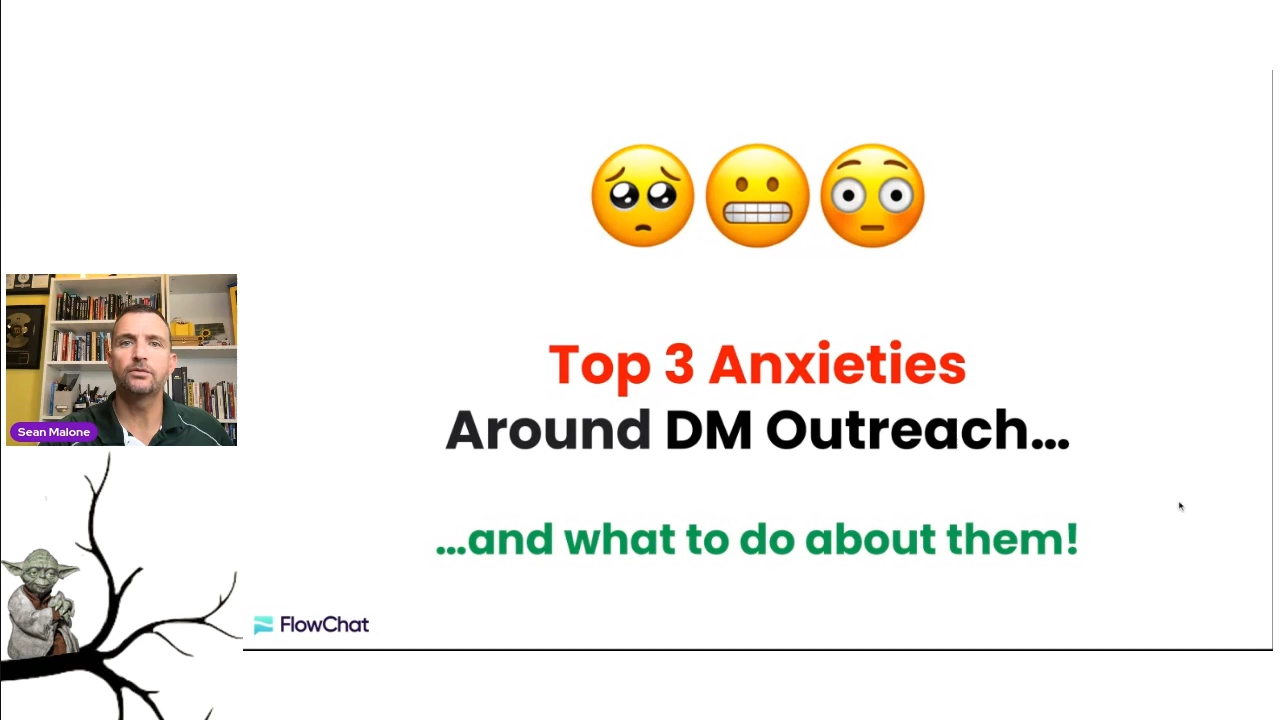 Top 3 Anxieties
Around DM Outreach...
...and what to do about them!
Sean Malone
FlowChat